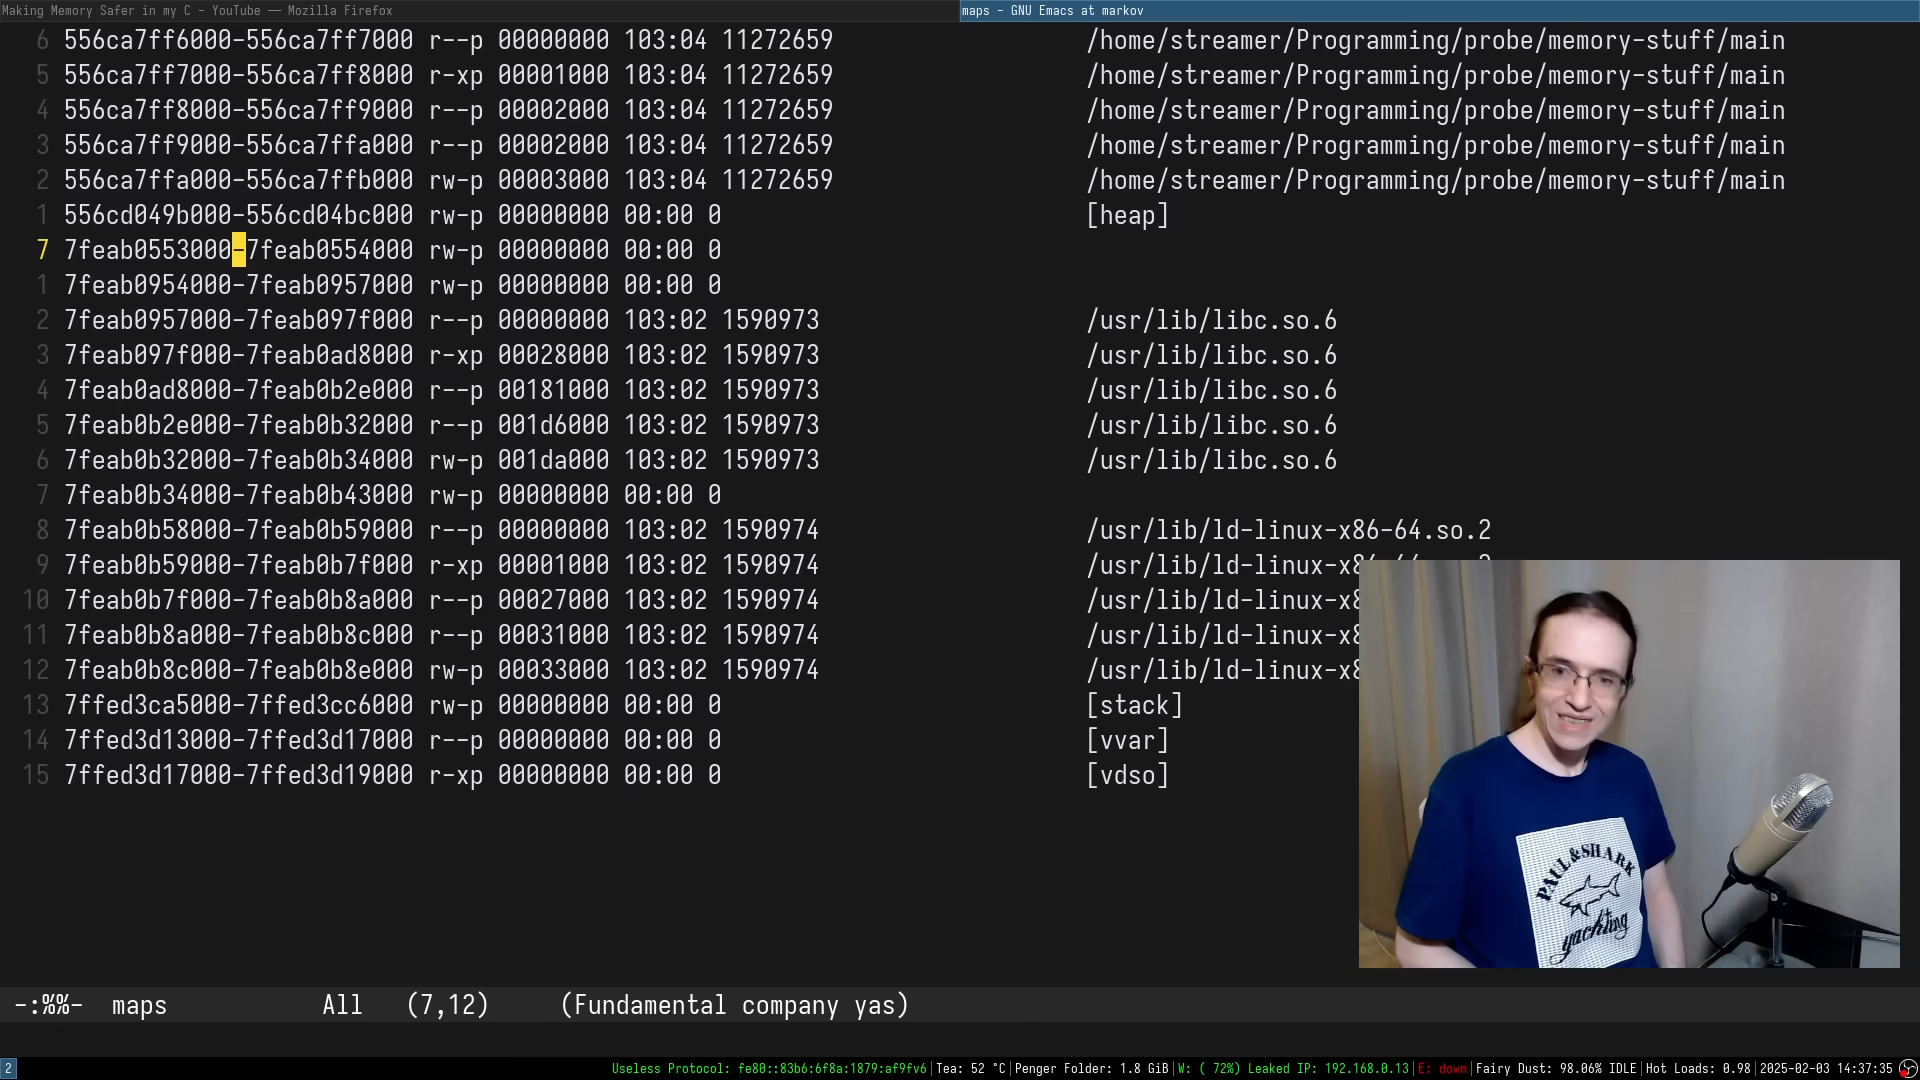 Making Memory Safer in my C - YouTube — Mozilla Firefox
maps - GNU Emacs at markov
6 556ca7ff6000-556ca7ff7000 r--p 00000000 103:04 11272659 /home/streamer/Programming/probe/memory-stuff/main
5 556ca7ff7000-556ca7ff8000 r-xp 00001000 103:04 11272659 /home/streamer/Programming/probe/memory-stuff/main
4 556ca7ff8000-556ca7ff9000 r--p 00002000 103:04 11272659 /home/streamer/Programming/probe/memory-stuff/main
3 556ca7ff9000-556ca7ffa000 r--p 00002000 103:04 11272659 /home/streamer/Programming/probe/memory-stuff/main
2 556ca7ffa000-556ca7ffb000 rw-p 00003000 103:04 11272659 /home/streamer/Programming/probe/memory-stuff/main
1 556cd049b000-556cd04bc000 rw-p 00000000 00:00 0 [heap]
7 7feab0553000-7feab0554000 rw-p 00000000 00:00 0
1 7feab0954000-7feab0957000 rw-p 00000000 00:00 0
2 7feab0957000-7feab097f000 r--p 00000000 103:02 1590973 /usr/lib/libc.so.6
3 7feab097f000-7feab0ad8000 r-xp 00028000 103:02 1590973 /usr/lib/libc.so.6
4 7feab0ad8000-7feab0b2e000 r--p 00181000 103:02 1590973 /usr/lib/libc.so.6
5 7feab0b2e000-7feab0b32000 r--p 001d6000 103:02 1590973 /usr/lib/libc.so.6
6 7feab0b32000-7feab0b34000 rw-p 001da000 103:02 1590973 /usr/lib/libc.so.6
7 7feab0b34000-7feab0b43000 rw-p 00000000 00:00 0
8 7feab0b58000-7feab0b59000 r--p 00000000 103:02 1590974 /usr/lib/ld-linux-x86-64.so.2
9 7feab0b59000-7feab0b7f000 r-xp 00001000 103:02 1590974 /usr/lib/ld-linux-x86-64.so.2
10 7feab0b7f000-7feab0b8a000 r--p 00027000 103:02 1590974 /usr/lib/ld-linux-x8
11 7feab0b8a000-7feab0b8c000 r--p 00031000 103:02 1590974 /usr/lib/ld-linux-x8
12 7feab0b8c000-7feab0b8e000 rw-p 00033000 103:02 1590974 /usr/lib/ld-linux-x8
13 7ffed3ca5000-7ffed3cc6000 rw-p 00000000 00:00 0 [stack]
14 7ffed3d13000-7ffed3d17000 r--p 00000000 00:00 0 [vvar]
15 7ffed3d17000-7ffed3d19000 r-xp 00000000 00:00 0 [vdso]
PAUL & SHARK
yachting
-:%%- maps All (7,12) (Fundamental company yas)
2 Useless Protocol: fe80::83b6:6f8a:1879:af9fv6|Tea: 52 °C|Penger Folder: 1.8 GiB|W: ( 72%) Leaked IP: 192.168.0.13|E: down|Fairy Dust: 98.06% IDLE|Hot Loads: 0.98|2025-02-03 14:37:35